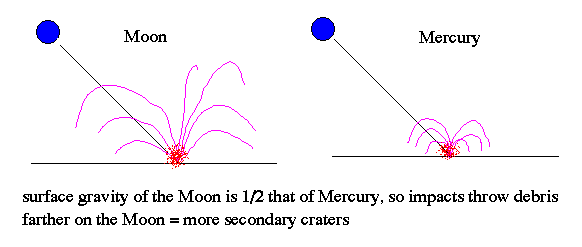 Moon
Mercury
surface gravity of the Moon is 1/2 that of Mercury, so impacts throw debris
farther on the Moon = more secondary craters